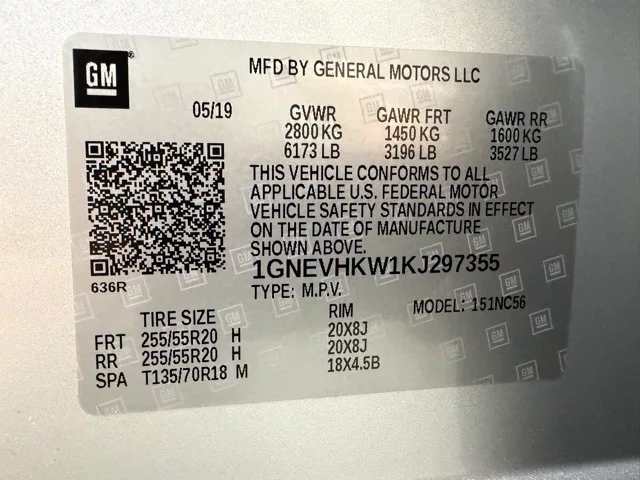 GM
MFD BY GENERAL MOTORS LLC
05/19
GVWR GAWR FRT GAWR RR
2800 KG 1450 KG 1600 KG
6173 LB 3196 LB 3527 LB
THIS VEHICLE CONFORMS TO ALL
APPLICABLE U.S. FEDERAL MOTOR
VEHICLE SAFETY STANDARDS IN EFFECT
ON THE DATE OF MANUFACTURE
SHOWN ABOVE.
636R
1GNEVHKW1KJ297355
TYPE: M.P.V. MODEL: 151NC56
TIRE SIZE RIM
FRT 255/55R20 H 20X8J
RR 255/55R20 H 20X8J
SPA T135/70R18 M 18X4.5B